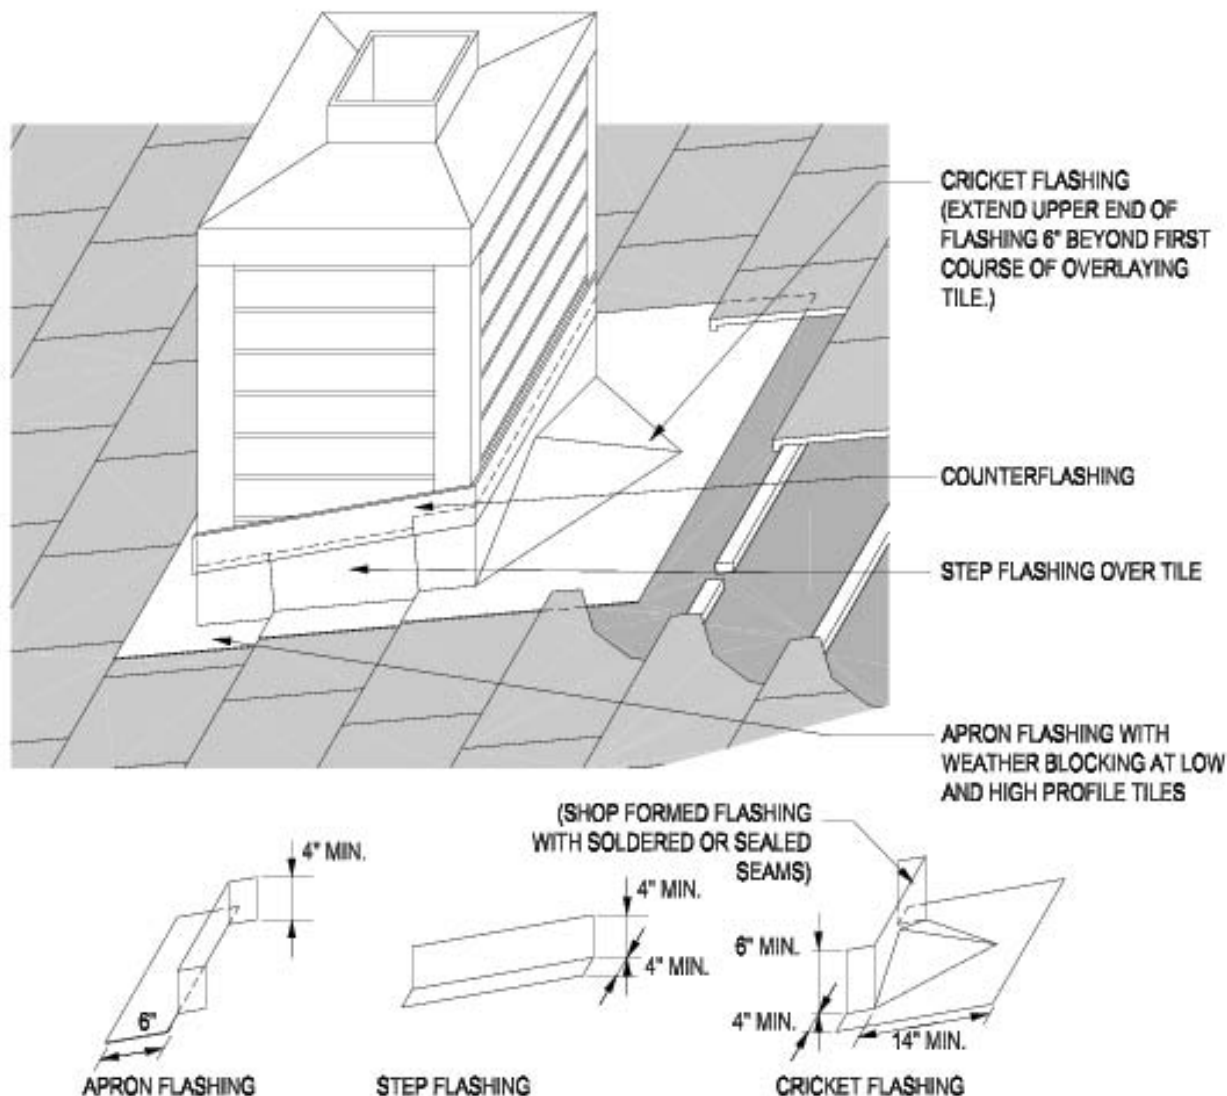 CRICKET FLASHING
(EXTEND UPPER END OF
FLASHING 6" BEYOND FIRST
COURSE OF OVERLAYING
TILE.)
COUNTERFLASHING
STEP FLASHING OVER TILE
APRON FLASHING WITH
WEATHER BLOCKING AT LOW
AND HIGH PROFILE TILES
(SHOP FORMED FLASHING
WITH SOLDERED OR SEALED
SEAMS)
4" MIN.
6"
APRON FLASHING
4" MIN.
4" MIN.
STEP FLASHING
6" MIN.
4" MIN.
14" MIN.
CRICKET FLASHING